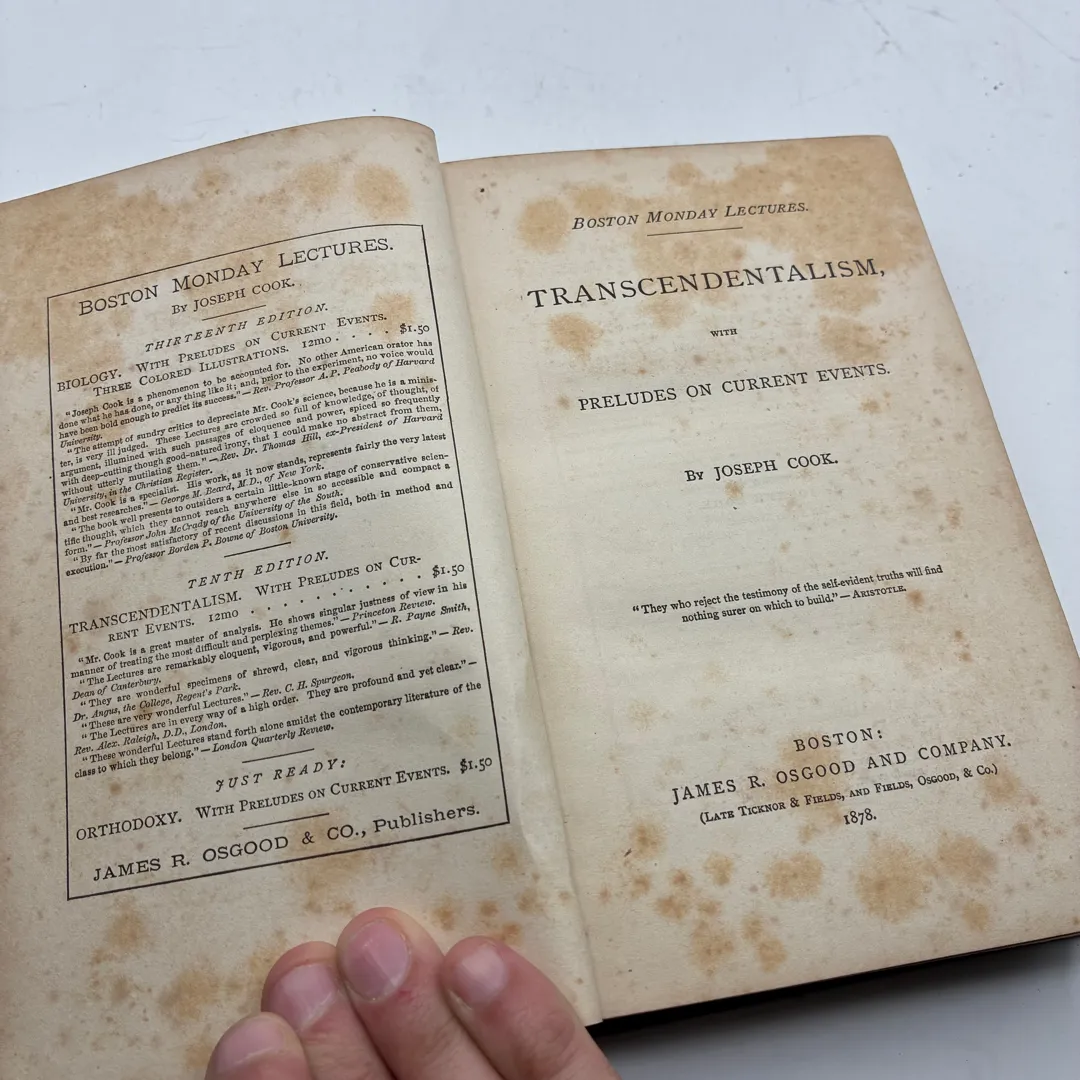 BOSTON MONDAY LECTURES.
BY JOSEPH COOK.
THIRTEENTH EDITION.
BIOLOGY. WITH PRELUDES ON CURRENT EVENTS.
THREE COLORED ILLUSTRATIONS. 12mo . . . . $1.50
"Joseph Cook is a phenomenon to be accounted for. No other American orator has
done what he has done, or any thing like it; and, prior to the experiment, no voice would
have been bold enough to predict its success." — Rev. Professor A. P. Peabody of Harvard
University.
"The attempt of sundry critics to depreciate Mr. Cook's science, because he is a minis-
ter, is very ill judged. These Lectures are crowded so full of knowledge, of thought, of
argument, illumined with such passages of eloquence and power, spiced so frequently
with deep-cutting though good-natured irony, that I could make no abstract from them,
without utterly mutilating them." — Rev. Dr. Thomas Hill, ex-President of Harvard
University, in the Christian Register.
"Mr. Cook is a specialist. His work, as it now stands, represents fairly the very latest
and best researches." — George M. Beard, M.D., of New York.
"The book well presents to outsiders a certain little-known stage of conservative scien-
tific thought, which they cannot reach anywhere else in so accessible and compact a
form." — Professor John McCrady of the University of the South.
"By far the most satisfactory of recent discussions in this field, both in method and
execution." — Professor Borden P. Bowne of Boston University.
TENTH EDITION.
TRANSCENDENTALISM. WITH PRELUDES ON CUR-
RENT EVENTS. 12mo . . . . . . . . . . $1.50
"Mr. Cook is a great master of analysis. He shows singular justness of view in his
manner of treating the most difficult and perplexing themes." — Princeton Review.
"The Lectures are remarkably eloquent, vigorous, and powerful." — R. Payne Smith,
Dean of Canterbury.
"They are wonderful specimens of shrewd, clear, and vigorous thinking." — Rev.
Dr. Angus, the College, Regent's Park.
"These are very wonderful Lectures." — Rev. C. H. Spurgeon.
"The Lectures are in every way of a high order. They are profound and yet clear." —
Rev. Alex. Raleigh, D.D., London.
"These wonderful Lectures stand forth alone amidst the contemporary literature of the
class to which they belong." — London Quarterly Review.
JUST READY:
ORTHODOXY. WITH PRELUDES ON CURRENT EVENTS. $1.50
JAMES R. OSGOOD & CO., Publishers.
BOSTON MONDAY LECTURES.
TRANSCENDENTALISM,
WITH
PRELUDES ON CURRENT EVENTS.
BY JOSEPH COOK.
"They who reject the testimony of the self-evident truths will find
nothing surer on which to build." — ARISTOTLE.
BOSTON:
JAMES R. OSGOOD AND COMPANY.
(LATE TICKNOR & FIELDS, AND FIELDS, OSGOOD, & CO.)
1878.